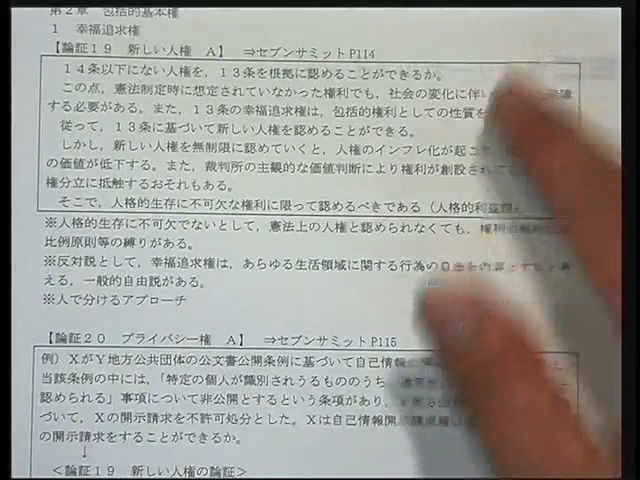 第2章 包括的基本権
1 幸福追求権
【論証19 新しい人権 A】 ⇒セブンサミットP114
14条以下にない人権を，13条を根拠に認めることができるか。
この点，憲法制定時に想定されていなかった権利でも，社会の変化に伴い
する必要がある。また，13条の幸福追求権は，包括的権利としての性質を
従って，13条に基づいて新しい人権を認めることができる。
しかし，新しい人権を無制限に認めていくと，人権のインフレ化が起こ
の価値が低下する。また，裁判所の主観的な価値判断により権利が創設され
権分立に抵触するおそれもある。
そこで，人格的生存に不可欠な権利に限って認めるべきである（人格的利益説
※人格的生存に不可欠でないとして，憲法上の人権と認められなくても，
比例原則等の縛りがある。
※反対説として，幸福追求権は，あらゆる生活領域に関する行為の
える，一般的自由説がある。
※人で分けるアプローチ
【論証20 プライバシー権 A】 ⇒セブンサミットP115
例）XがY地方公共団体の公文書公開条例に基づいて自己情報
当該条例の中には，「特定の個人が識別されうるもののうち，
認められる」事項について非公開とするという条項があり，
づいて，Xの開示請求を不許可処分とした。Xは自己情報開
の開示請求をすることができるか。
↓
＜論証19 新しい人権の論証＞